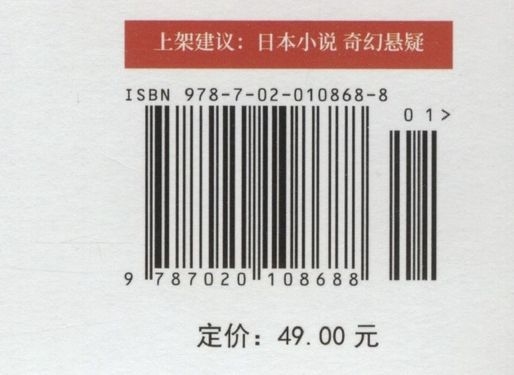 上架建议：日本小说 奇幻悬疑
ISBN 978-7-02-010868-8
01>
9 787020 108688
定价：49.00 元